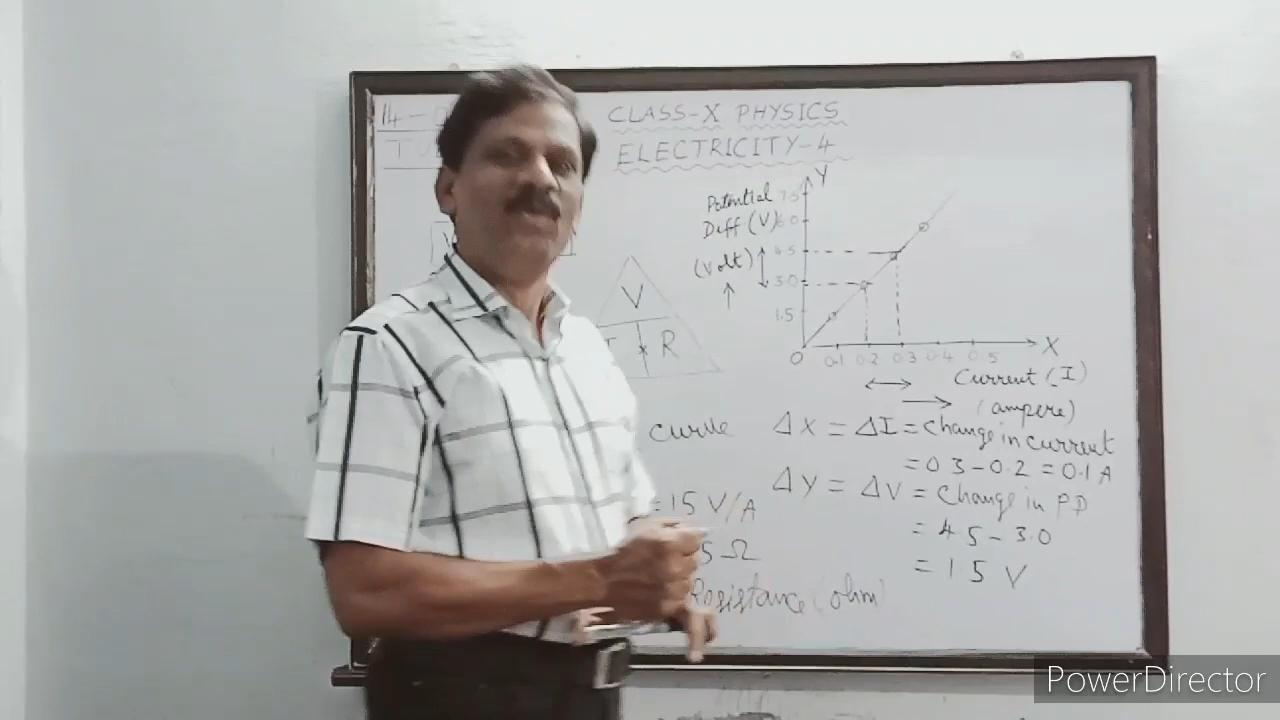 14-
CLASS-X PHYSICS
ELECTRICITY-4
Y
Potential 7.5
Diff (V) 6.0
4.5
(Volt)
3.0
1.5
V
R
O 0.1 0.2 0.3 0.4 0.5 X
Current (I)
(ampere)
curve
ΔX = ΔI = Change in current
= 0.3 - 0.2 = 0.1 A
ΔY = ΔV = Change in PD
= 15 V/A
= 4.5 - 3.0
5 Ω
= 1.5 V
Resistance (ohm)
PowerDirector